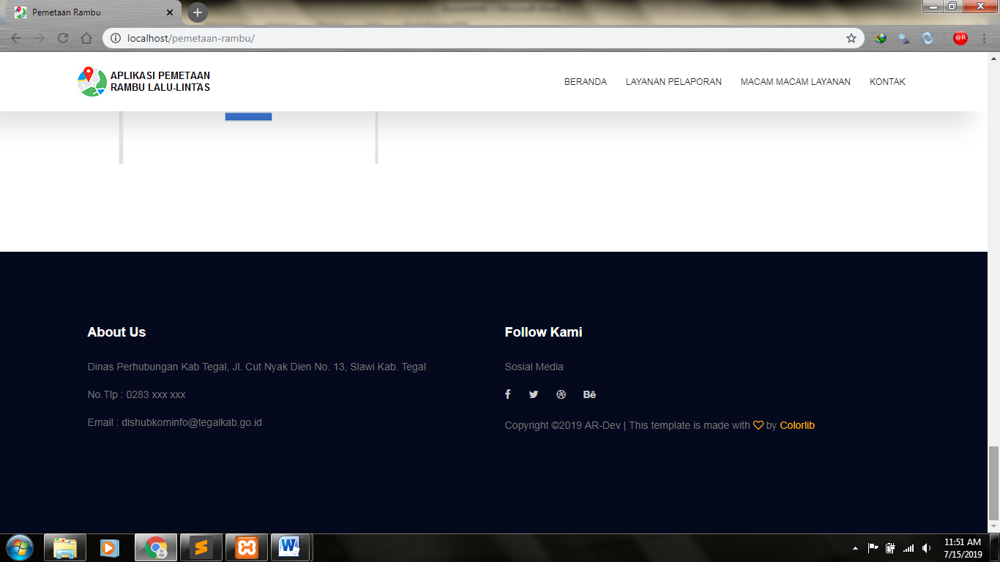 Pemetaan Rambu
localhost/pemetaan-rambu/
@R
APLIKASI PEMETAAN
RAMBU LALU-LINTAS
BERANDA LAYANAN PELAPORAN MACAM MACAM LAYANAN KONTAK
About Us
Dinas Perhubungan Kab Tegal, Jl. Cut Nyak Dien No. 13, Slawi Kab. Tegal
No.Tlp : 0283 xxx xxx
Email : dishubkominfo@tegalkab.go.id
Follow Kami
Sosial Media
Copyright ©2019 AR-Dev | This template is made with ♡ by Colorlib
11:51 AM
7/15/2019